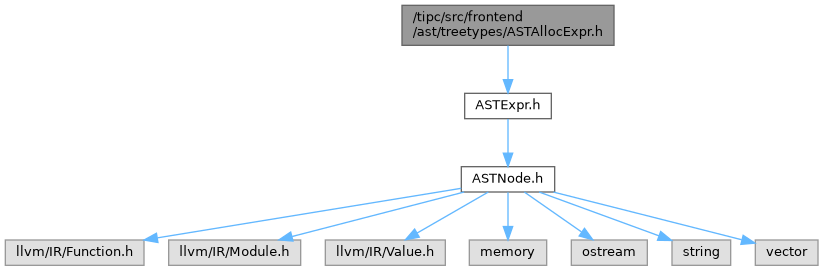 /tipc/src/frontend
/ast/treetypes/ASTAllocExpr.h
ASTExpr.h
ASTNode.h
llvm/IR/Function.h
llvm/IR/Module.h
llvm/IR/Value.h
memory
ostream
string
vector